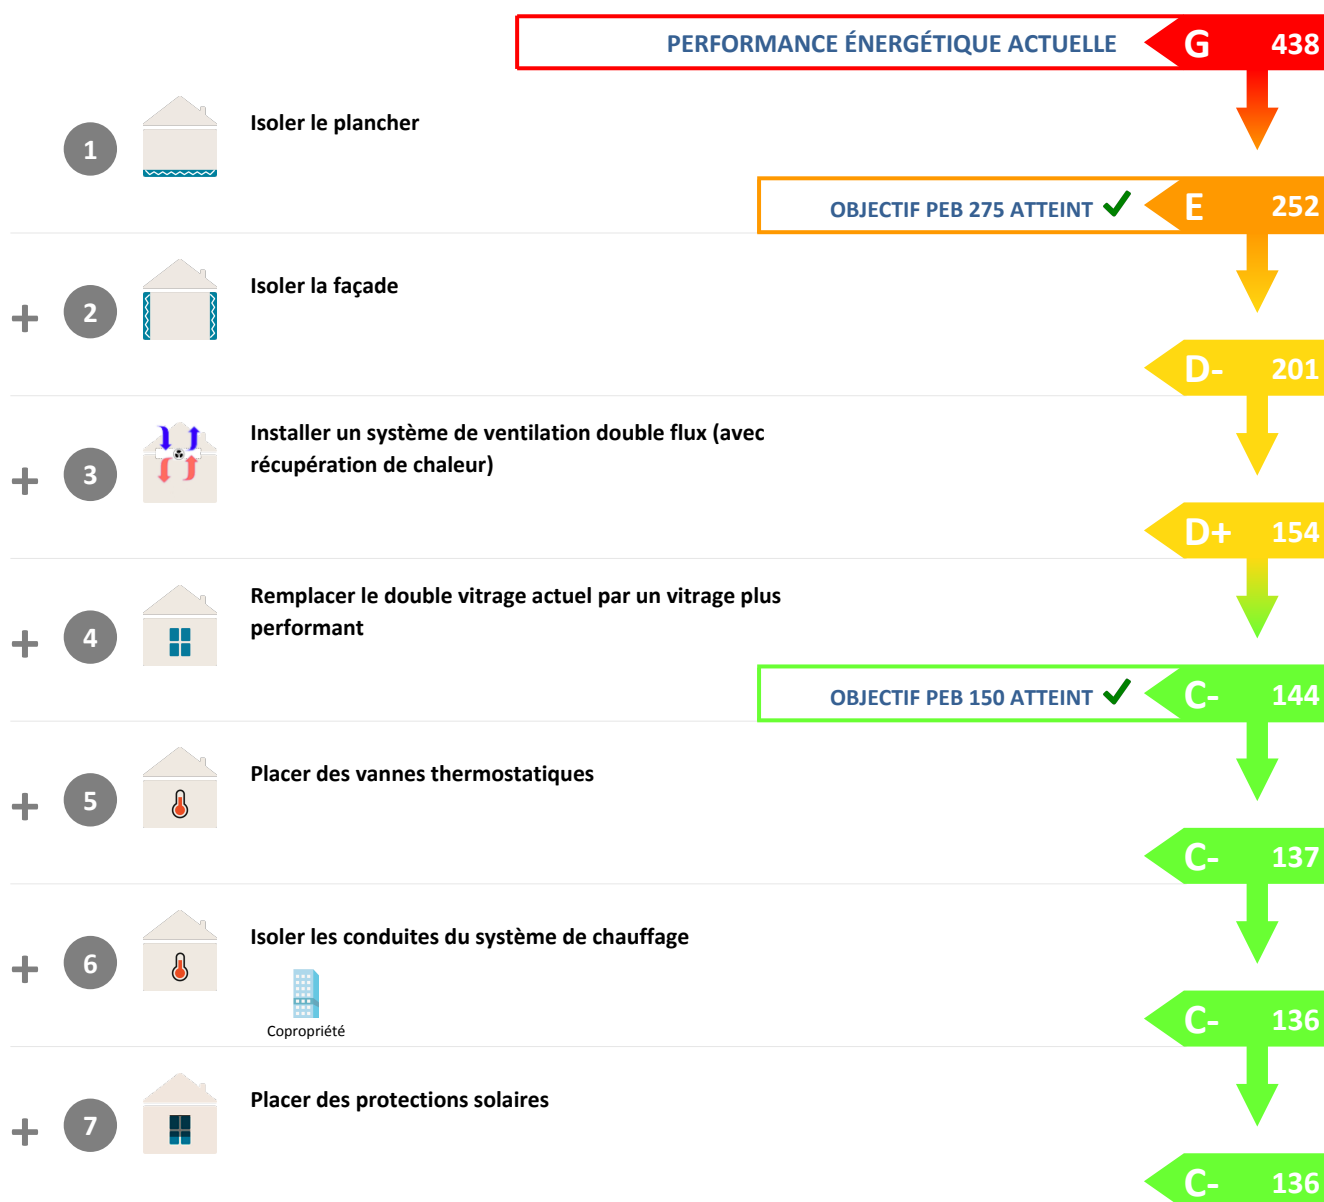 PERFORMANCE ÉNERGÉTIQUE ACTUELLE G 438
1 Isoler le plancher
OBJECTIF PEB 275 ATTEINT ✔ E 252
+ 2 Isoler la façade
D- 201
+ 3 Installer un système de ventilation double flux (avec
récupération de chaleur)
D+ 154
+ 4 Remplacer le double vitrage actuel par un vitrage plus
performant
OBJECTIF PEB 150 ATTEINT ✔ C- 144
+ 5 Placer des vannes thermostatiques
C- 137
+ 6 Isoler les conduites du système de chauffage
Copropriété
C- 136
+ 7 Placer des protections solaires
C- 136